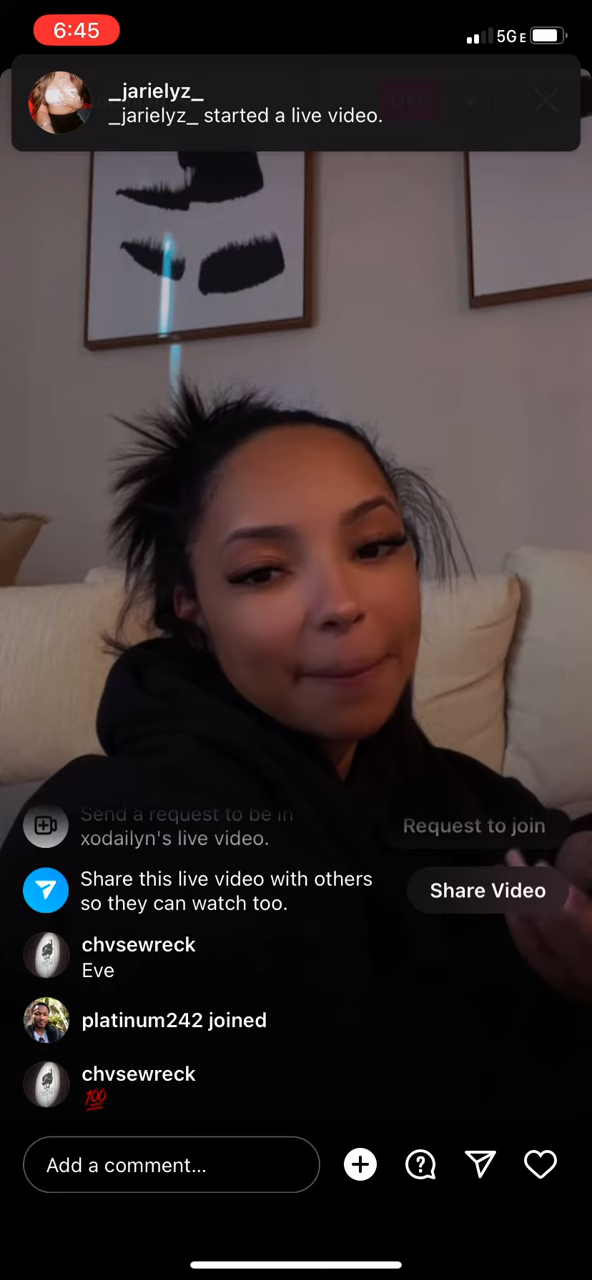 6:45
5G E
_jarielyz_
_jarielyz_ started a live video.
LIVE
Send a request to be in
xodailyn's live video.
Request to join
Share this live video with others
so they can watch too.
Share Video
chvsewreck
Eve
platinum242 joined
chvsewreck
💯
Add a comment...